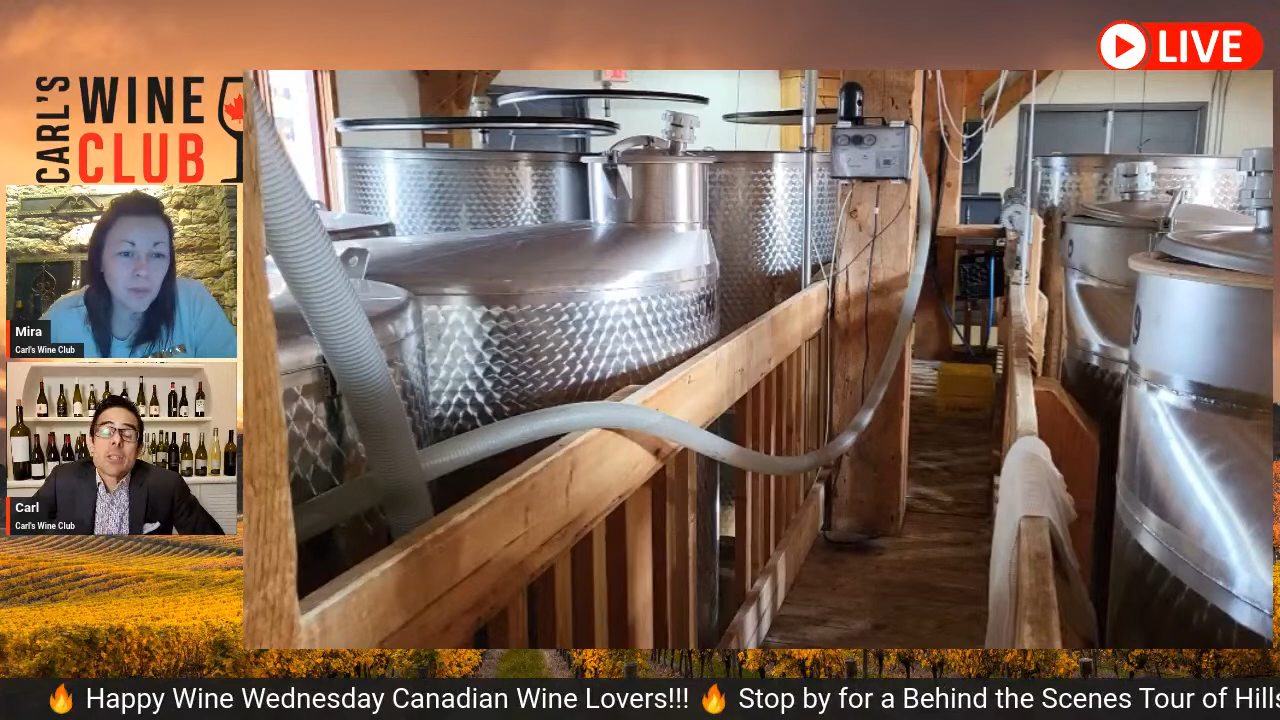 LIVE
CARL'S
WINE
CLUB
Mira
Carl's Wine Club
Carl
Carl's Wine Club
9
🔥 Happy Wine Wednesday Canadian Wine Lovers!!! 🔥 Stop by for a Behind the Scenes Tour of Hills